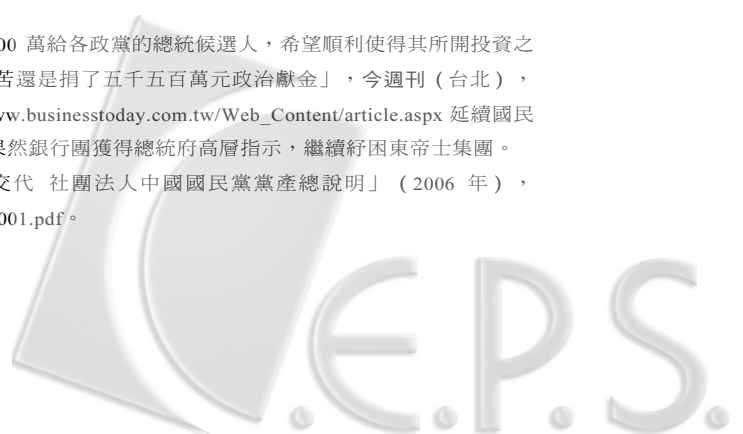 00 萬給各政黨的總統候選人，希望順利使得其所開投資之
苦還是捐了五千五百萬元政治獻金」，今週刊（台北），
ww.businesstoday.com.tw/Web_Content/article.aspx 延續國民
果然銀行團獲得總統府高層指示，繼續紓困東帝士集團。
交代 社團法人中國國民黨黨產總說明」（2006 年），
001.pdf。
C.E.P.S.